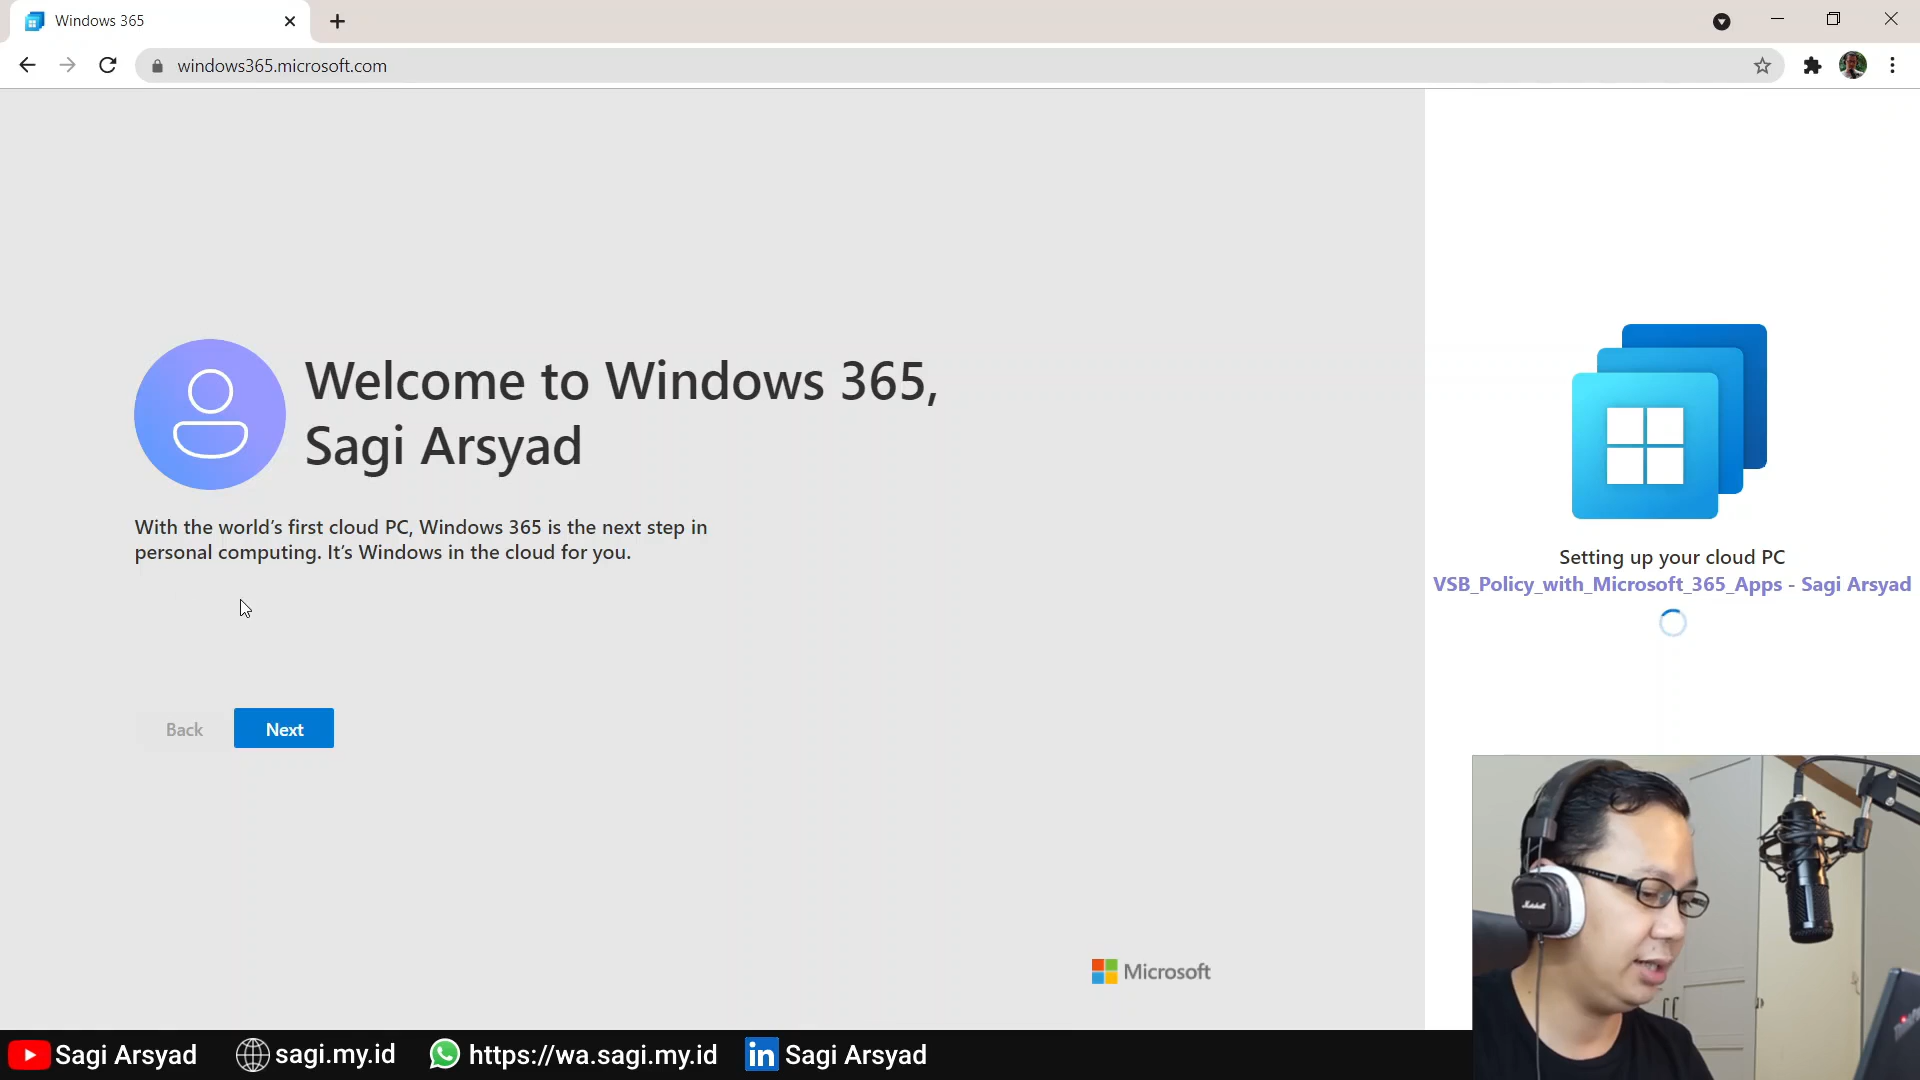 Windows 365
windows365.microsoft.com
Welcome to Windows 365,
Sagi Arsyad
With the world's first cloud PC, Windows 365 is the next step in
personal computing. It's Windows in the cloud for you.
Back
Next
Setting up your cloud PC
VSB_Policy_with_Microsoft_365_Apps - Sagi Arsyad
Microsoft
Marshall
Sagi Arsyad
sagi.my.id
https://wa.sagi.my.id
in
Sagi Arsyad